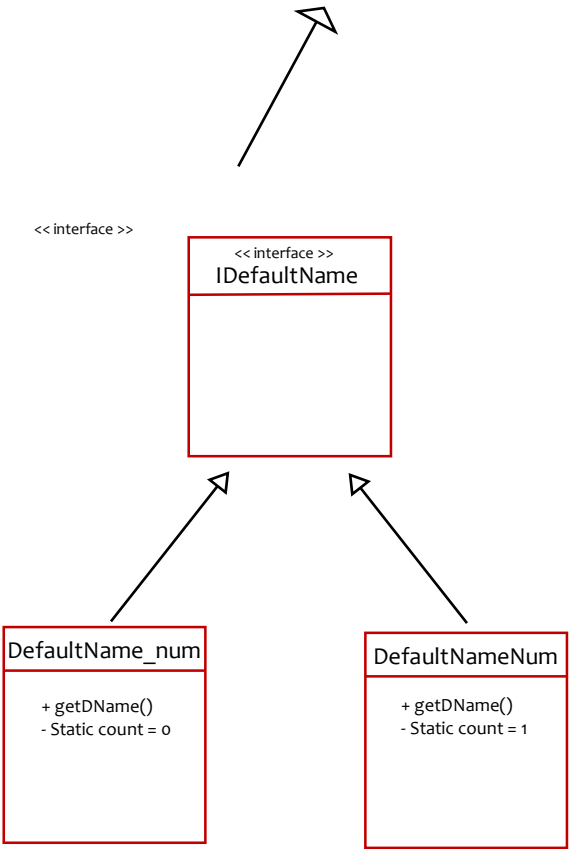 << interface >>
<< interface >>
IDefaultName
DefaultName_num
+ getDName()
- Static count = 0
DefaultNameNum
+ getDName()
- Static count = 1